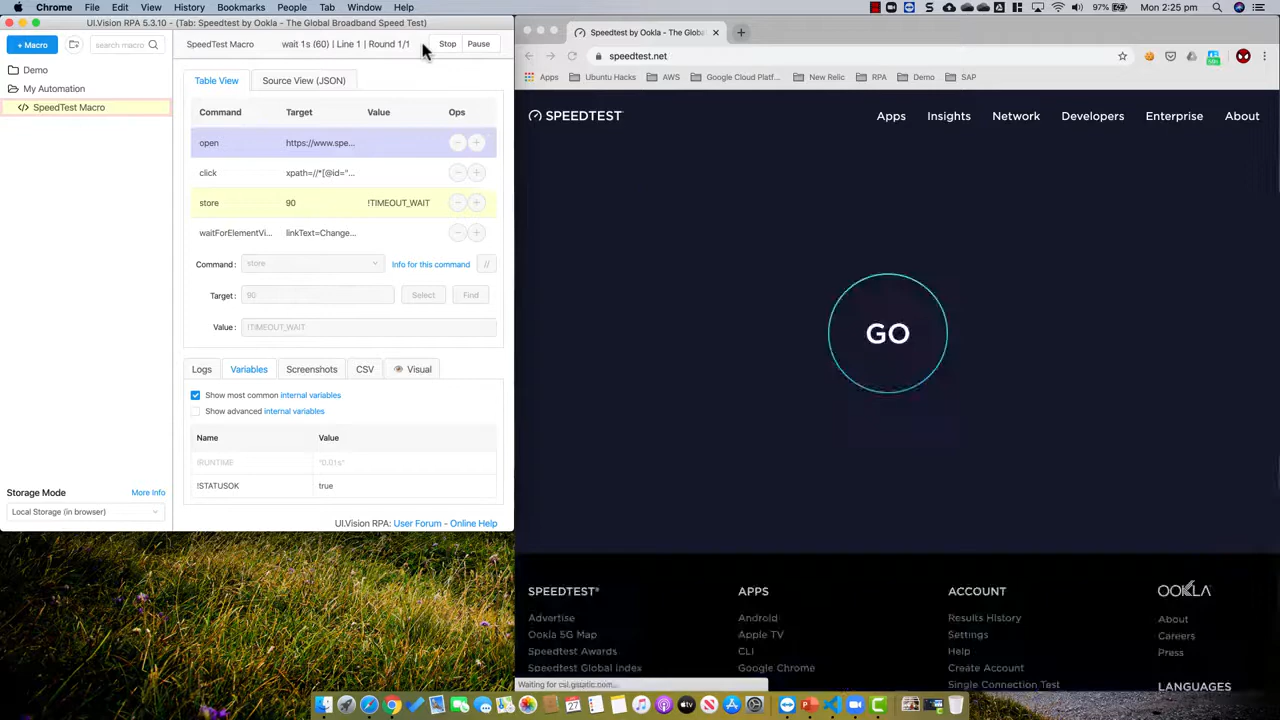 Chrome File Edit View History Bookmarks People Tab Window Help
97% Mon 2:25 pm
UI.Vision RPA 5.3.10 - (Tab: Speedtest by Ookla - The Global Broadband Speed Test)
+ Macro
search macro
Demo
My Automation
</> SpeedTest Macro
Storage Mode More Info
Local Storage (in browser)
SpeedTest Macro wait 1s (60) | Line 1 | Round 1/1 Stop Pause
Table View Source View (JSON)
Command Target Value Ops
open https://www.spe...
click xpath=//*[@id="...
store 90 !TIMEOUT_WAIT
waitForElementVi... linkText=Change...
Command: store Info for this command //
Target: 90 Select Find
Value: !TIMEOUT_WAIT
Logs Variables Screenshots CSV Visual
Show most common internal variables
Show advanced internal variables
Name Value
!RUNTIME "0.01s"
!STATUSOK true
UI.Vision RPA: User Forum - Online Help
Speedtest by Ookla - The Globa
speedtest.net
Apps Ubuntu Hacks AWS Google Cloud Platf... New Relic RPA Demo SAP
SPEEDTEST Apps Insights Network Developers Enterprise About
GO
SPEEDTEST® APPS ACCOUNT OOKLA
Advertise Android Results History About
Ookla 5G Map Apple TV Settings Careers
Speedtest Awards CLI Help Press
Speedtest Global Index Google Chrome Create Account
Single Connection Test LANGUAGES
Waiting for csl.gstatic.com...